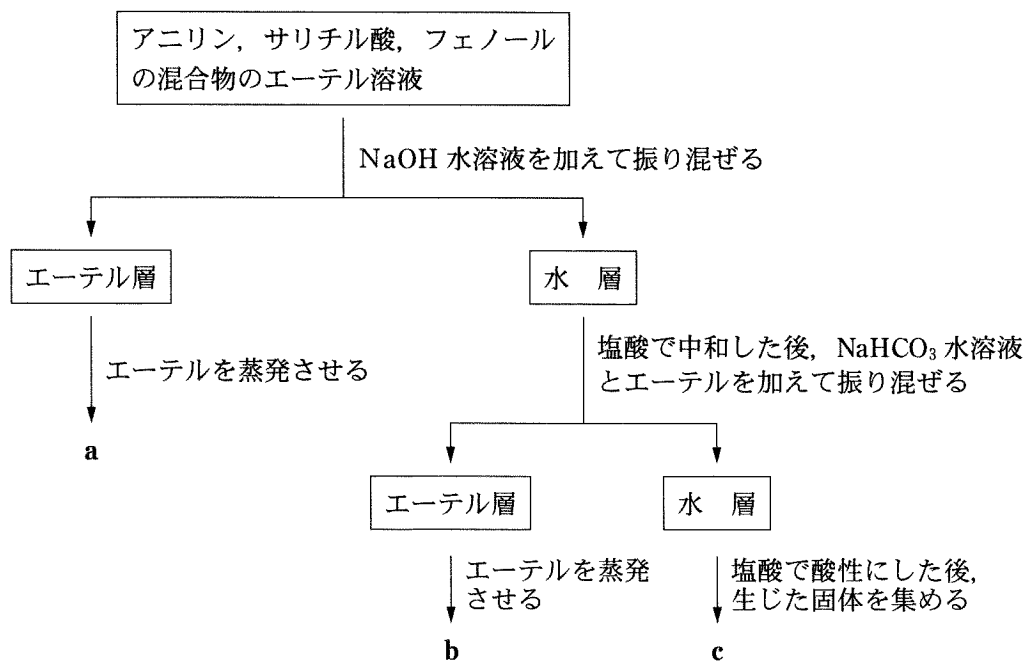 アニリン，サリチル酸，フェノール
の混合物のエーテル溶液
NaOH 水溶液を加えて振り混ぜる
エーテル層
水　層
エーテルを蒸発させる
塩酸で中和した後，NaHCO₃ 水溶液
とエーテルを加えて振り混ぜる
a
エーテル層
水　層
エーテルを蒸発
させる
塩酸で酸性にした後，
生じた固体を集める
b
c